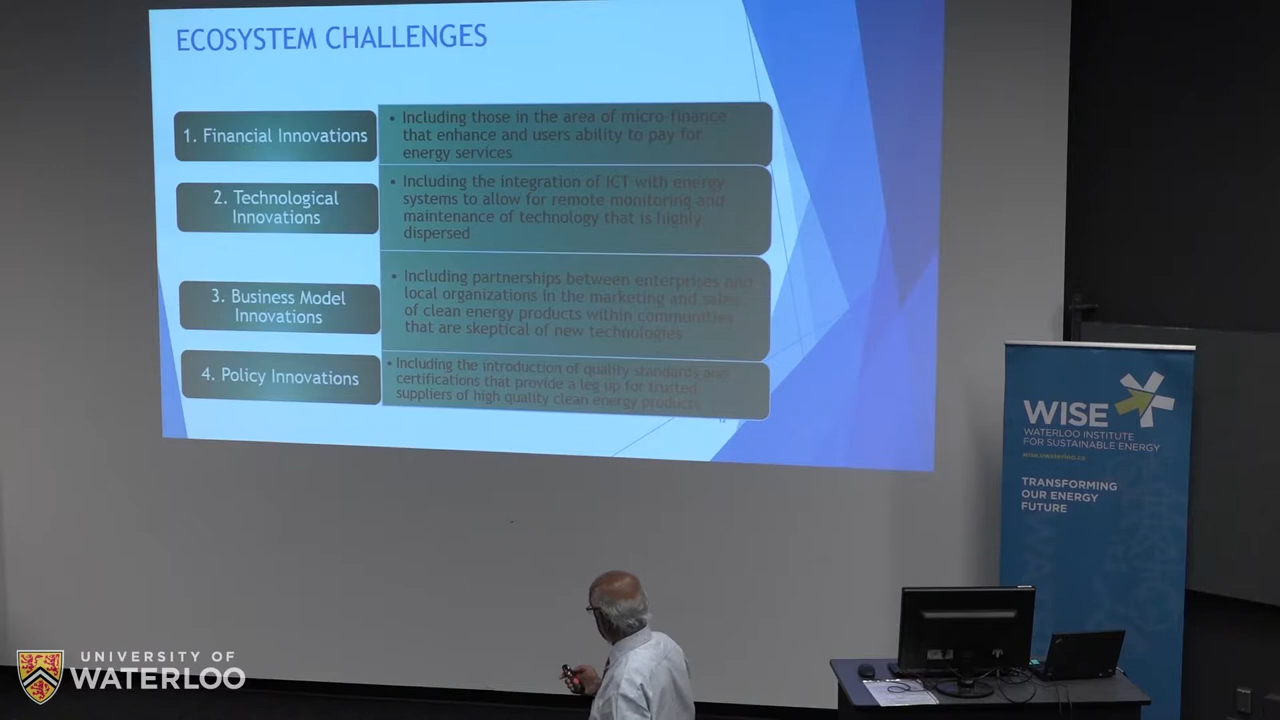 ECOSYSTEM CHALLENGES
1. Financial Innovations
• Including those in the area of micro-finance
that enhance and users ability to pay for
energy services
2. Technological
Innovations
• Including the integration of ICT with energy
systems to allow for remote monitoring and
maintenance of technology that is highly
dispersed
3. Business Model
Innovations
• Including partnerships between enterprises and
local organizations in the marketing and sales
of clean energy products within communities
that are skeptical of new technologies
4. Policy Innovations
• Including the introduction of quality standards and
certifications that provide a leg up for trusted
suppliers of high quality clean energy products
12
WISE
WATERLOO INSTITUTE
FOR SUSTAINABLE ENERGY
wise.uwaterloo.ca
TRANSFORMING
OUR ENERGY
FUTURE
UNIVERSITY OF
WATERLOO